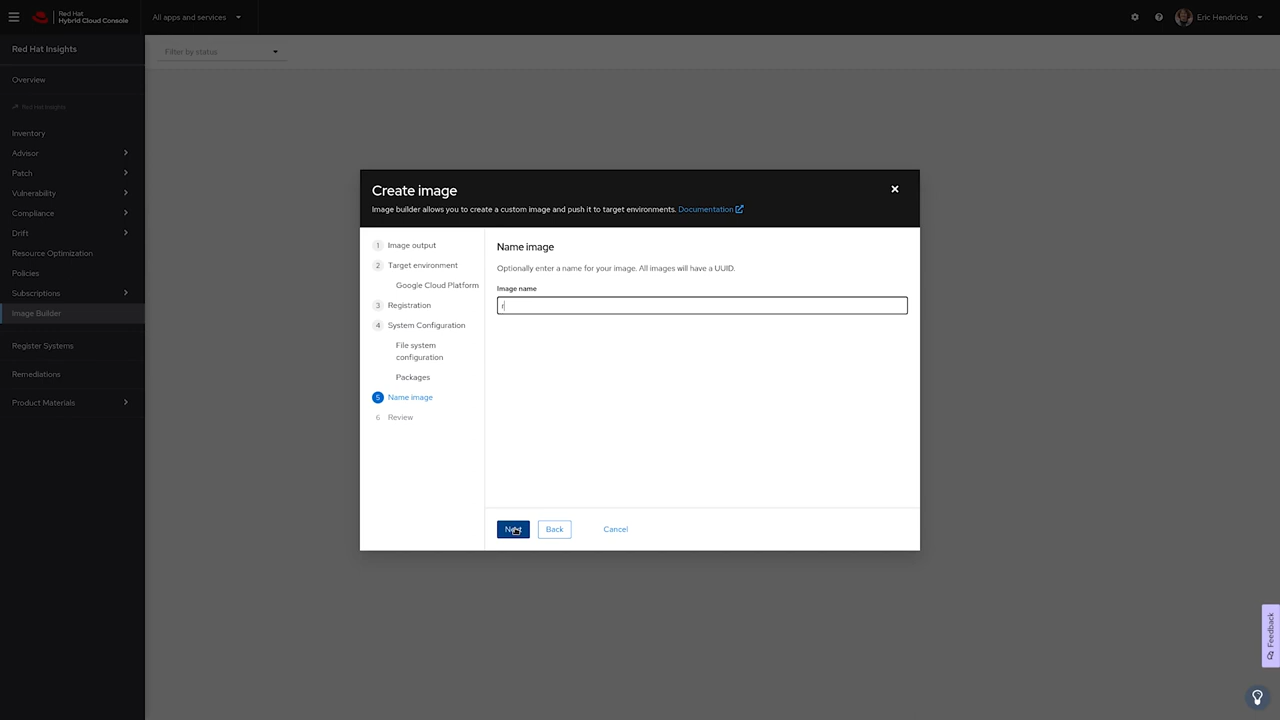 Red Hat
Hybrid Cloud Console
All apps and services
Eric Hendricks
Red Hat Insights
Filter by status
Overview
Red Hat Insights
Inventory
Advisor
Patch
Vulnerability
Compliance
Drift
Resource Optimization
Policies
Subscriptions
Image Builder
Register Systems
Remediations
Product Materials
Create image
Image builder allows you to create a custom image and push it to target environments. Documentation
1 Image output
2 Target environment
Google Cloud Platform
3 Registration
4 System Configuration
File system
configuration
Packages
5 Name image
6 Review
Name image
Optionally enter a name for your image. All images will have a UUID.
Image name
r
Next
Back
Cancel
Feedback